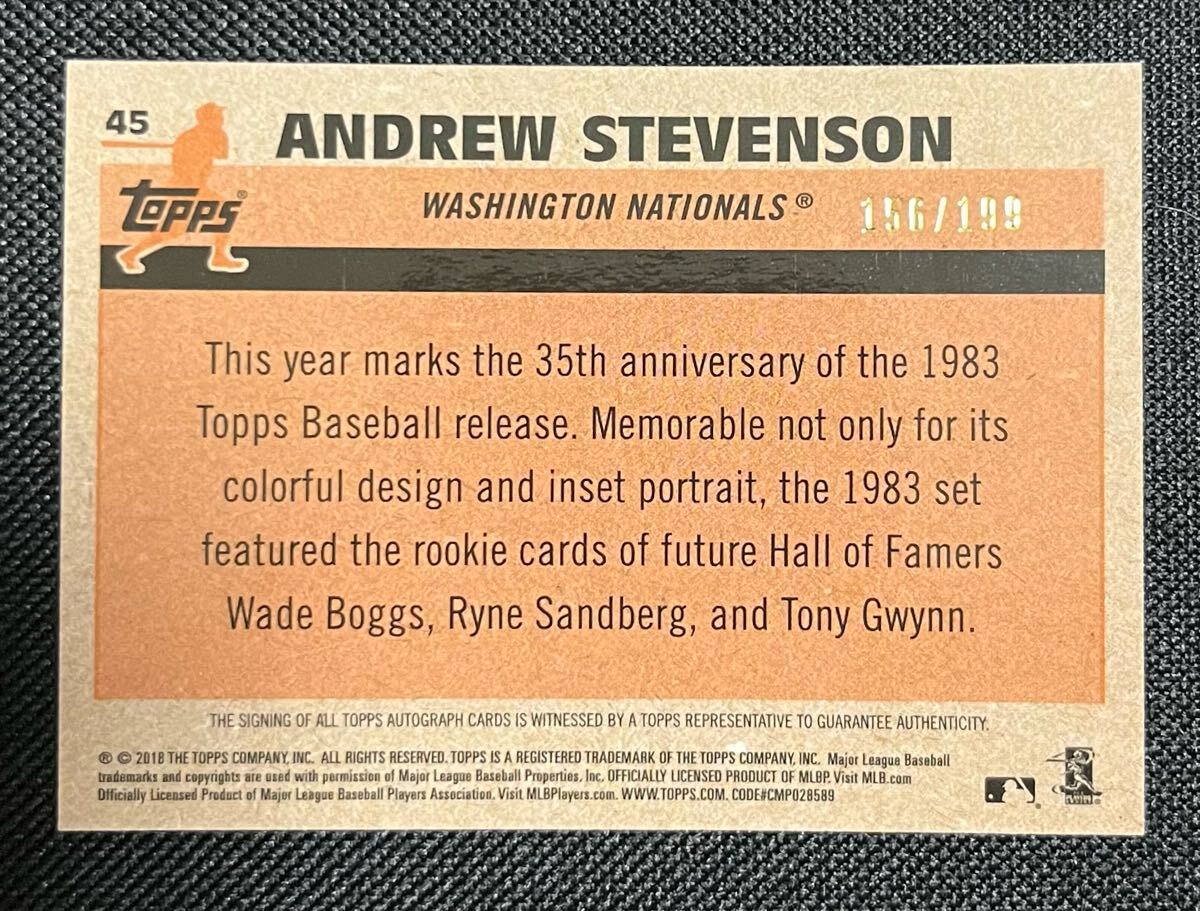 45
ANDREW STEVENSON
Topps®
WASHINGTON NATIONALS®
156/199
This year marks the 35th anniversary of the 1983
Topps Baseball release. Memorable not only for its
colorful design and inset portrait, the 1983 set
featured the rookie cards of future Hall of Famers
Wade Boggs, Ryne Sandberg, and Tony Gwynn.
THE SIGNING OF ALL TOPPS AUTOGRAPH CARDS IS WITNESSED BY A TOPPS REPRESENTATIVE TO GUARANTEE AUTHENTICITY.
® © 2018 THE TOPPS COMPANY, INC. ALL RIGHTS RESERVED. TOPPS IS A REGISTERED TRADEMARK OF THE TOPPS COMPANY, INC. Major League Baseball
trademarks and copyrights are used with permission of Major League Baseball Properties, Inc. OFFICIALLY LICENSED PRODUCT OF MLBP. Visit MLB.com
Officially Licensed Product of Major League Baseball Players Association. Visit MLBPlayers.com. WWW.TOPPS.COM. CODE#CMP028589